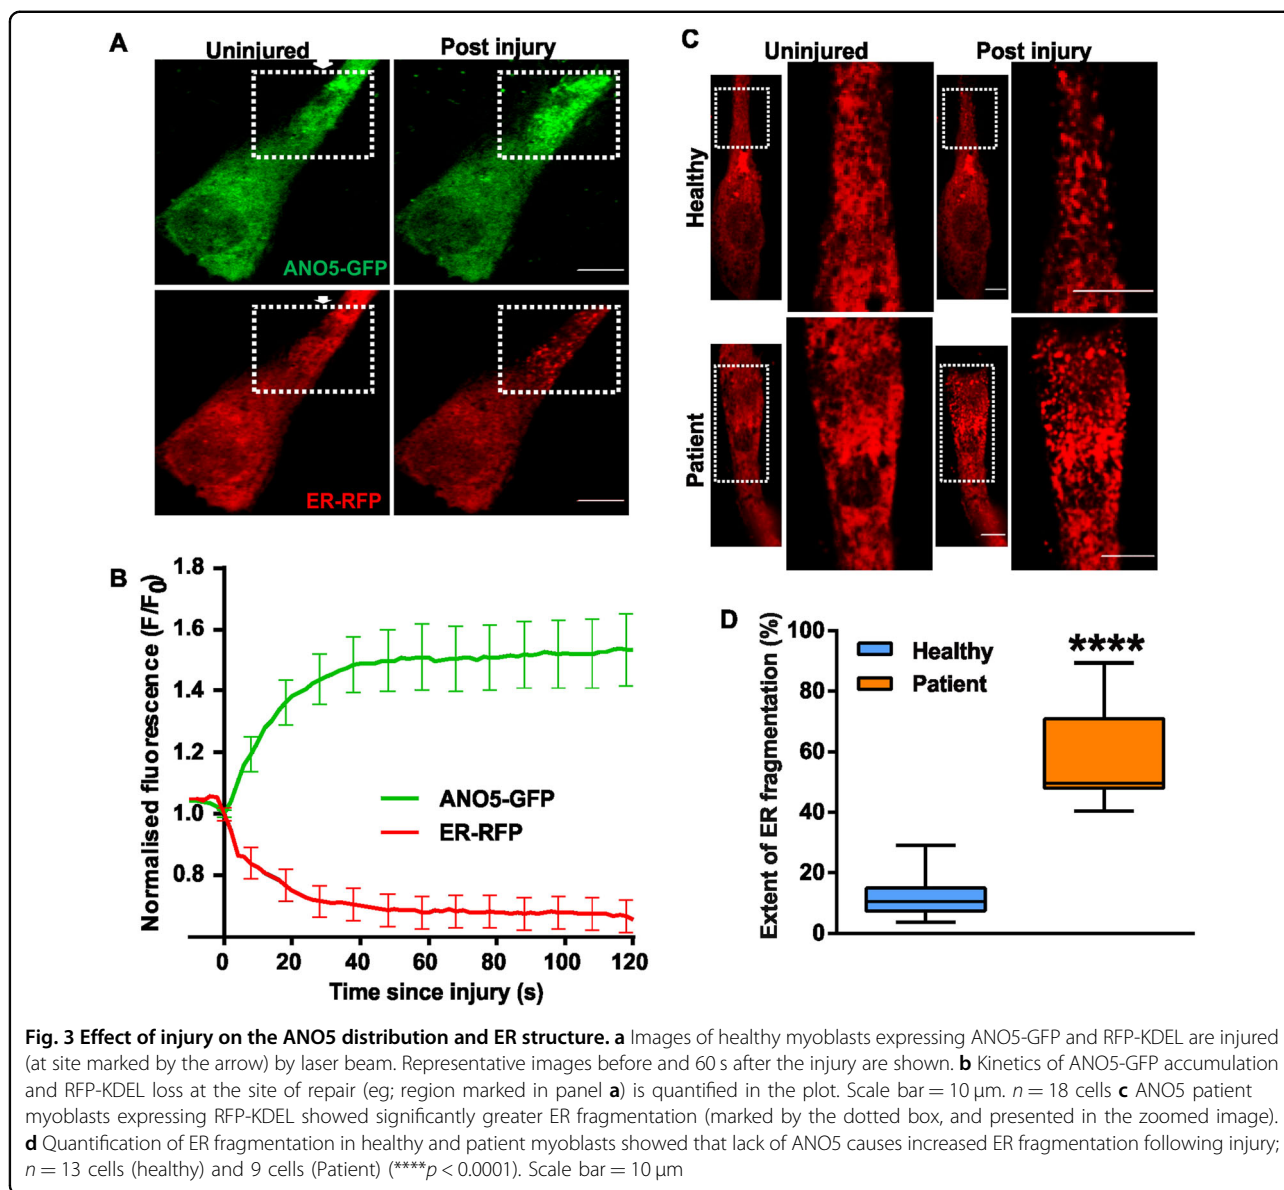 A
Uninjured
Post injury
ANO5-GFP
ER-RFP
B
Normalised fluorescence (F/F0)
1.8
1.6
1.4
1.2
1.0
0.8
0
20
40
60
80
100
120
Time since injury (s)
ANO5-GFP
ER-RFP
C
Uninjured
Post injury
Healthy
Patient
D
Extent of ER fragmentation (%)
100
80
60
40
20
0
Healthy
Patient
****
Fig. 3 Effect of injury on the ANO5 distribution and ER structure. a Images of healthy myoblasts expressing ANO5-GFP and RFP-KDEL are injured
(at site marked by the arrow) by laser beam. Representative images before and 60 s after the injury are shown. b Kinetics of ANO5-GFP accumulation
and RFP-KDEL loss at the site of repair (eg; region marked in panel a) is quantified in the plot. Scale bar = 10 µm. n = 18 cells c ANO5 patient
myoblasts expressing RFP-KDEL showed significantly greater ER fragmentation (marked by the dotted box, and presented in the zoomed image).
d Quantification of ER fragmentation in healthy and patient myoblasts showed that lack of ANO5 causes increased ER fragmentation following injury;
n = 13 cells (healthy) and 9 cells (Patient) (****p < 0.0001). Scale bar = 10 µm